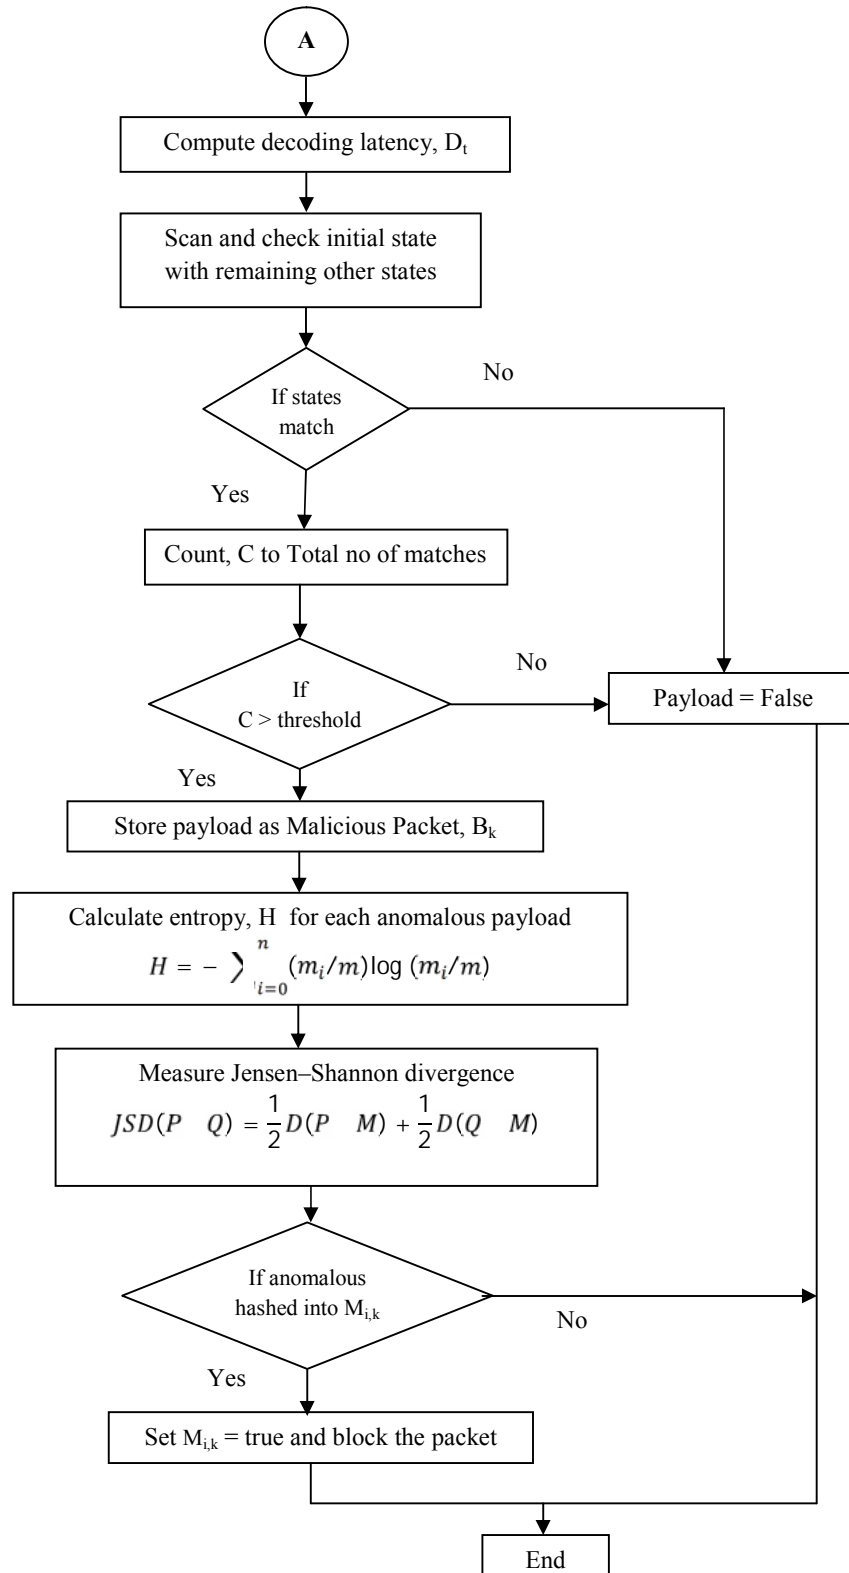 A
Compute decoding latency, Dₜ
Scan and check initial state
with remaining other states
No
If states
match
Yes
Count, C to Total no of matches
No
If
C > threshold
Payload = False
Yes
Store payload as Malicious Packet, Bₖ
Calculate entropy, H for each anomalous payload
H = − ∑ⁿᵢ₌₀ (mᵢ/m) log (mᵢ/m)
Measure Jensen–Shannon divergence
JSD(P Q) = 1/2 D(P M) + 1/2 D(Q M)
If anomalous
hashed into Mi,k
No
Yes
Set Mi,k = true and block the packet
End